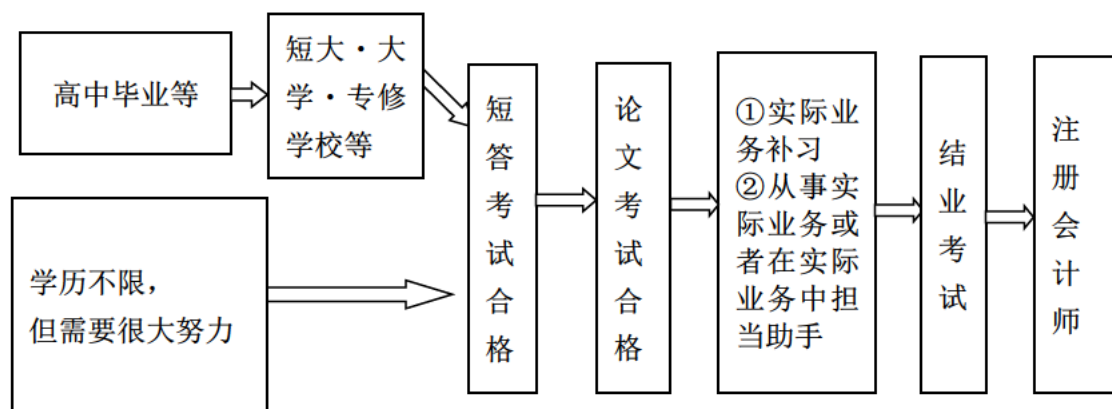 高中毕业等
短大·大
学·专修
学校等
学历不限，
但需要很大努力
短答考试合格
论文考试合格
①实际业
务补习
②从事实
际业务或
者在实际
业务中担
当助手
结业考试
注册会计师